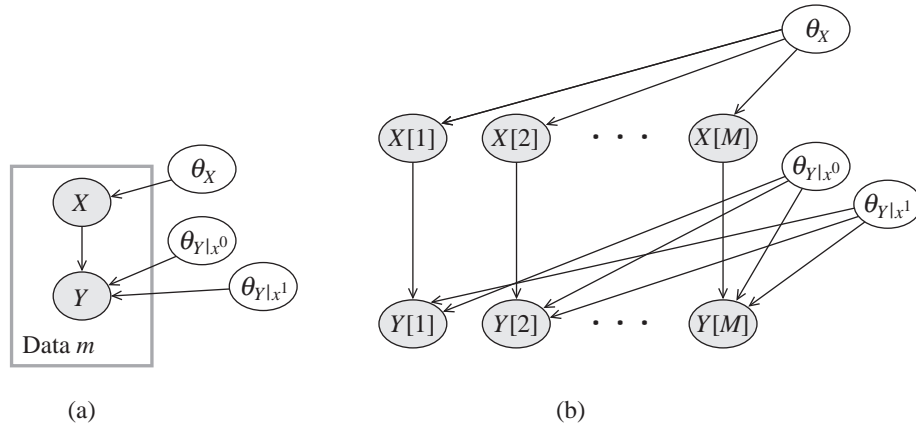 θ_X
X[1] X[2] · · · X[M]
θ_{Y|x^0}
θ_{Y|x^1}
Y[1] Y[2] · · · Y[M]
X
θ_X
θ_{Y|x^0}
Y
θ_{Y|x^1}
Data m
(a)
(b)